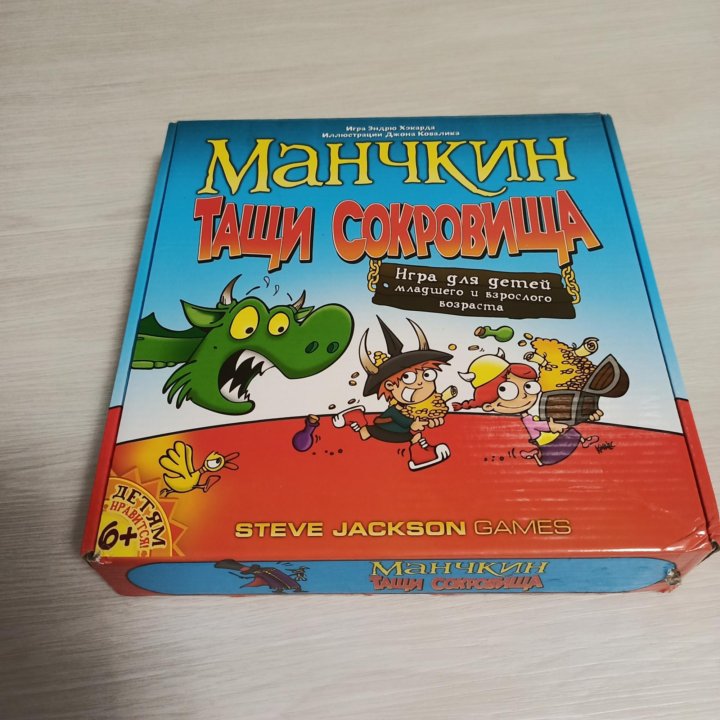 Игра Эндрю Хэкарда
Иллюстрации Джона Ковалика
МАНЧКИН
ТАЩИ СОКРОВИЩА
Игра для детей
младшего и взрослого
возраста
ДЕТЯМ
НРАВИТСЯ!
6+
STEVE JACKSON GAMES
МАНЧКИН
ТАЩИ СОКРОВИЩА